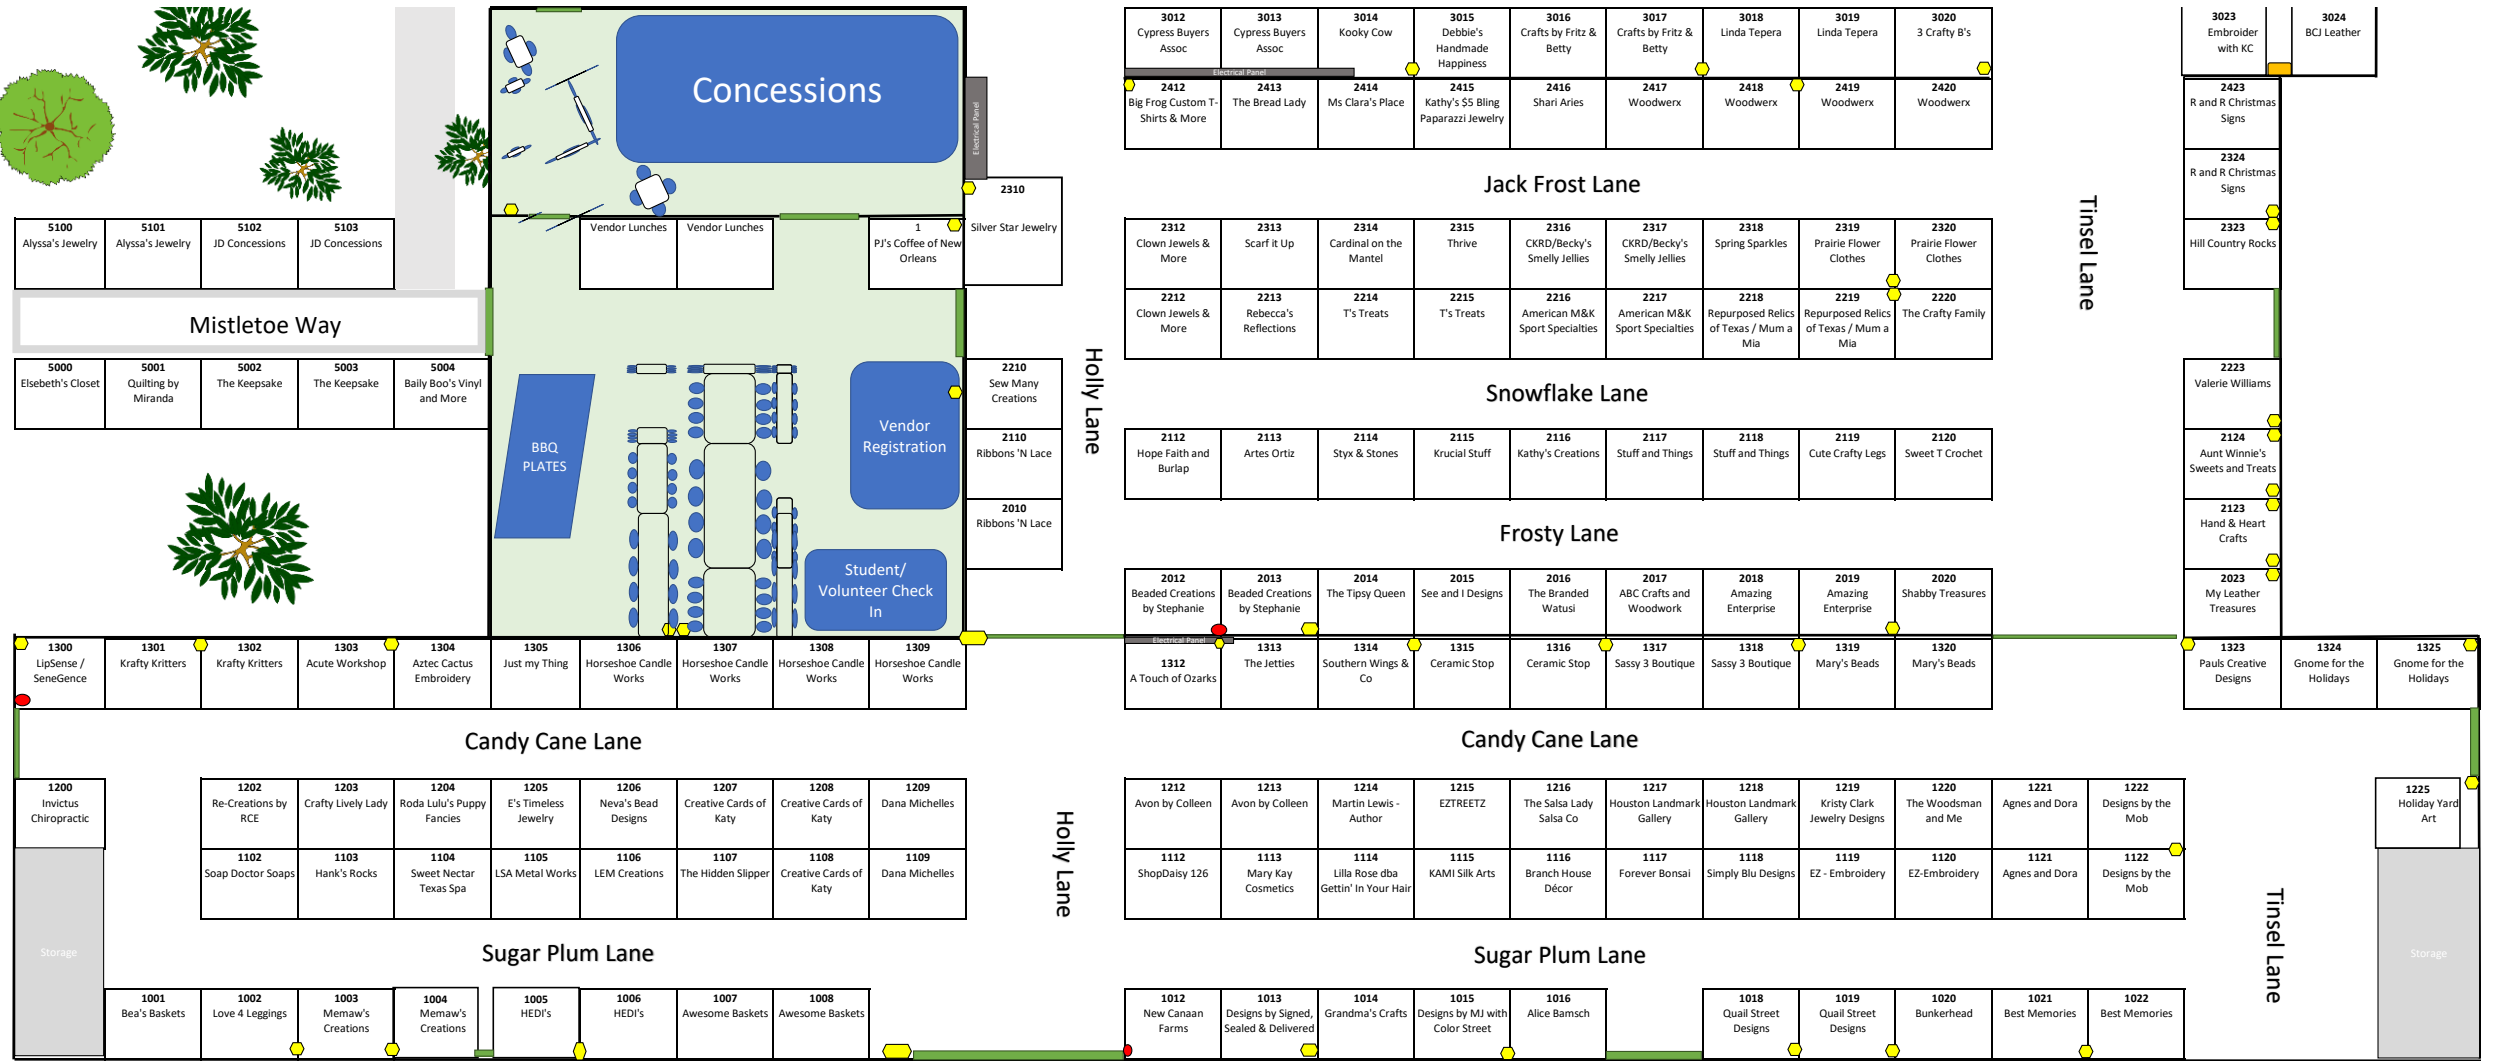 3012
Cypress Buyers
Assoc
3013
Cypress Buyers
Assoc
3014
Kooky Cow
3015
Debbie's
Handmade
Happiness
3016
Crafts by Fritz &
Betty
3017
Crafts by Fritz &
Betty
3018
Linda Tepera
3019
Linda Tepera
3020
3 Crafty B's
3023
Embroider
with KC
3024
BCJ Leather
Concessions
Electrical Panel
Electrical Panel
2412
Big Frog Custom T-
Shirts & More
2413
The Bread Lady
2414
Ms Clara's Place
2415
Kathy's $5 Bling
Paparazzi Jewelry
2416
Shari Aries
2417
Woodwerx
2418
Woodwerx
2419
Woodwerx
2420
Woodwerx
2423
R and R Christmas
Signs
2324
R and R Christmas
Signs
2323
Hill Country Rocks
Jack Frost Lane
Tinsel Lane
2310
Silver Star Jewelry
5100
Alyssa's Jewelry
5101
Alyssa's Jewelry
5102
JD Concessions
5103
JD Concessions
Vendor Lunches
Vendor Lunches
1
PJ's Coffee of New
Orleans
2312
Clown Jewels &
More
2313
Scarf it Up
2314
Cardinal on the
Mantel
2315
Thrive
2316
CKRD/Becky's
Smelly Jellies
2317
CKRD/Becky's
Smelly Jellies
2318
Spring Sparkles
2319
Prairie Flower
Clothes
2320
Prairie Flower
Clothes
Mistletoe Way
2212
Clown Jewels &
More
2213
Rebecca's
Reflections
2214
T's Treats
2215
T's Treats
2216
American M&K
Sport Specialties
2217
American M&K
Sport Specialties
2218
Repurposed Relics
of Texas / Mum a
Mia
2219
Repurposed Relics
of Texas / Mum a
Mia
2220
The Crafty Family
5000
Elsebeth's Closet
5001
Quilting by
Miranda
5002
The Keepsake
5003
The Keepsake
5004
Baily Boo's Vinyl
and More
BBQ
PLATES
Vendor
Registration
2210
Sew Many
Creations
2110
Ribbons 'N Lace
2010
Ribbons 'N Lace
Holly Lane
Snowflake Lane
2223
Valerie Williams
2124
Aunt Winnie's
Sweets and Treats
2123
Hand & Heart
Crafts
2023
My Leather
Treasures
2112
Hope Faith and
Burlap
2113
Artes Ortiz
2114
Styx & Stones
2115
Krucial Stuff
2116
Kathy's Creations
2117
Stuff and Things
2118
Stuff and Things
2119
Cute Crafty Legs
2120
Sweet T Crochet
Frosty Lane
Student/
Volunteer Check
In
2012
Beaded Creations
by Stephanie
2013
Beaded Creations
by Stephanie
2014
The Tipsy Queen
2015
See and I Designs
2016
The Branded
Watusi
2017
ABC Crafts and
Woodwork
2018
Amazing
Enterprise
2019
Amazing
Enterprise
2020
Shabby Treasures
Electrical Panel
1300
LipSense /
SeneGence
1301
Krafty Kritters
1302
Krafty Kritters
1303
Acute Workshop
1304
Aztec Cactus
Embroidery
1305
Just my Thing
1306
Horseshoe Candle
Works
1307
Horseshoe Candle
Works
1308
Horseshoe Candle
Works
1309
Horseshoe Candle
Works
1312
A Touch of Ozarks
1313
The Jetties
1314
Southern Wings &
Co
1315
Ceramic Stop
1316
Ceramic Stop
1317
Sassy 3 Boutique
1318
Sassy 3 Boutique
1319
Mary's Beads
1320
Mary's Beads
1323
Pauls Creative
Designs
1324
Gnome for the
Holidays
1325
Gnome for the
Holidays
Candy Cane Lane
Candy Cane Lane
1200
Invictus
Chiropractic
1202
Re-Creations by
RCE
1203
Crafty Lively Lady
1204
Roda Lulu's Puppy
Fancies
1205
E's Timeless
Jewelry
1206
Neva's Bead
Designs
1207
Creative Cards of
Katy
1208
Creative Cards of
Katy
1209
Dana Michelles
1212
Avon by Colleen
1213
Avon by Colleen
1214
Martin Lewis -
Author
1215
EZTREETZ
1216
The Salsa Lady
Salsa Co
1217
Houston Landmark
Gallery
1218
Houston Landmark
Gallery
1219
Kristy Clark
Jewelry Designs
1220
The Woodsman
and Me
1221
Agnes and Dora
1222
Designs by the
Mob
1225
Holiday Yard
Art
Holly Lane
1102
Soap Doctor Soaps
1103
Hank's Rocks
1104
Sweet Nectar
Texas Spa
1105
LSA Metal Works
1106
LEM Creations
1107
The Hidden Slipper
1108
Creative Cards of
Katy
1109
Dana Michelles
1112
ShopDaisy 126
1113
Mary Kay
Cosmetics
1114
Lilla Rose dba
Gettin' In Your Hair
1115
KAMI Silk Arts
1116
Branch House
Décor
1117
Forever Bonsai
1118
Simply Blu Designs
1119
EZ - Embroidery
1120
EZ-Embroidery
1121
Agnes and Dora
1122
Designs by the
Mob
Tinsel Lane
Storage
Sugar Plum Lane
Sugar Plum Lane
Storage
1001
Bea's Baskets
1002
Love 4 Leggings
1003
Memaw's
Creations
1004
Memaw's
Creations
1005
HEDI's
1006
HEDI's
1007
Awesome Baskets
1008
Awesome Baskets
1012
New Canaan
Farms
1013
Designs by Signed,
Sealed & Delivered
1014
Grandma's Crafts
1015
Designs by MJ with
Color Street
1016
Alice Bamsch
1018
Quail Street
Designs
1019
Quail Street
Designs
1020
Bunkerhead
1021
Best Memories
1022
Best Memories